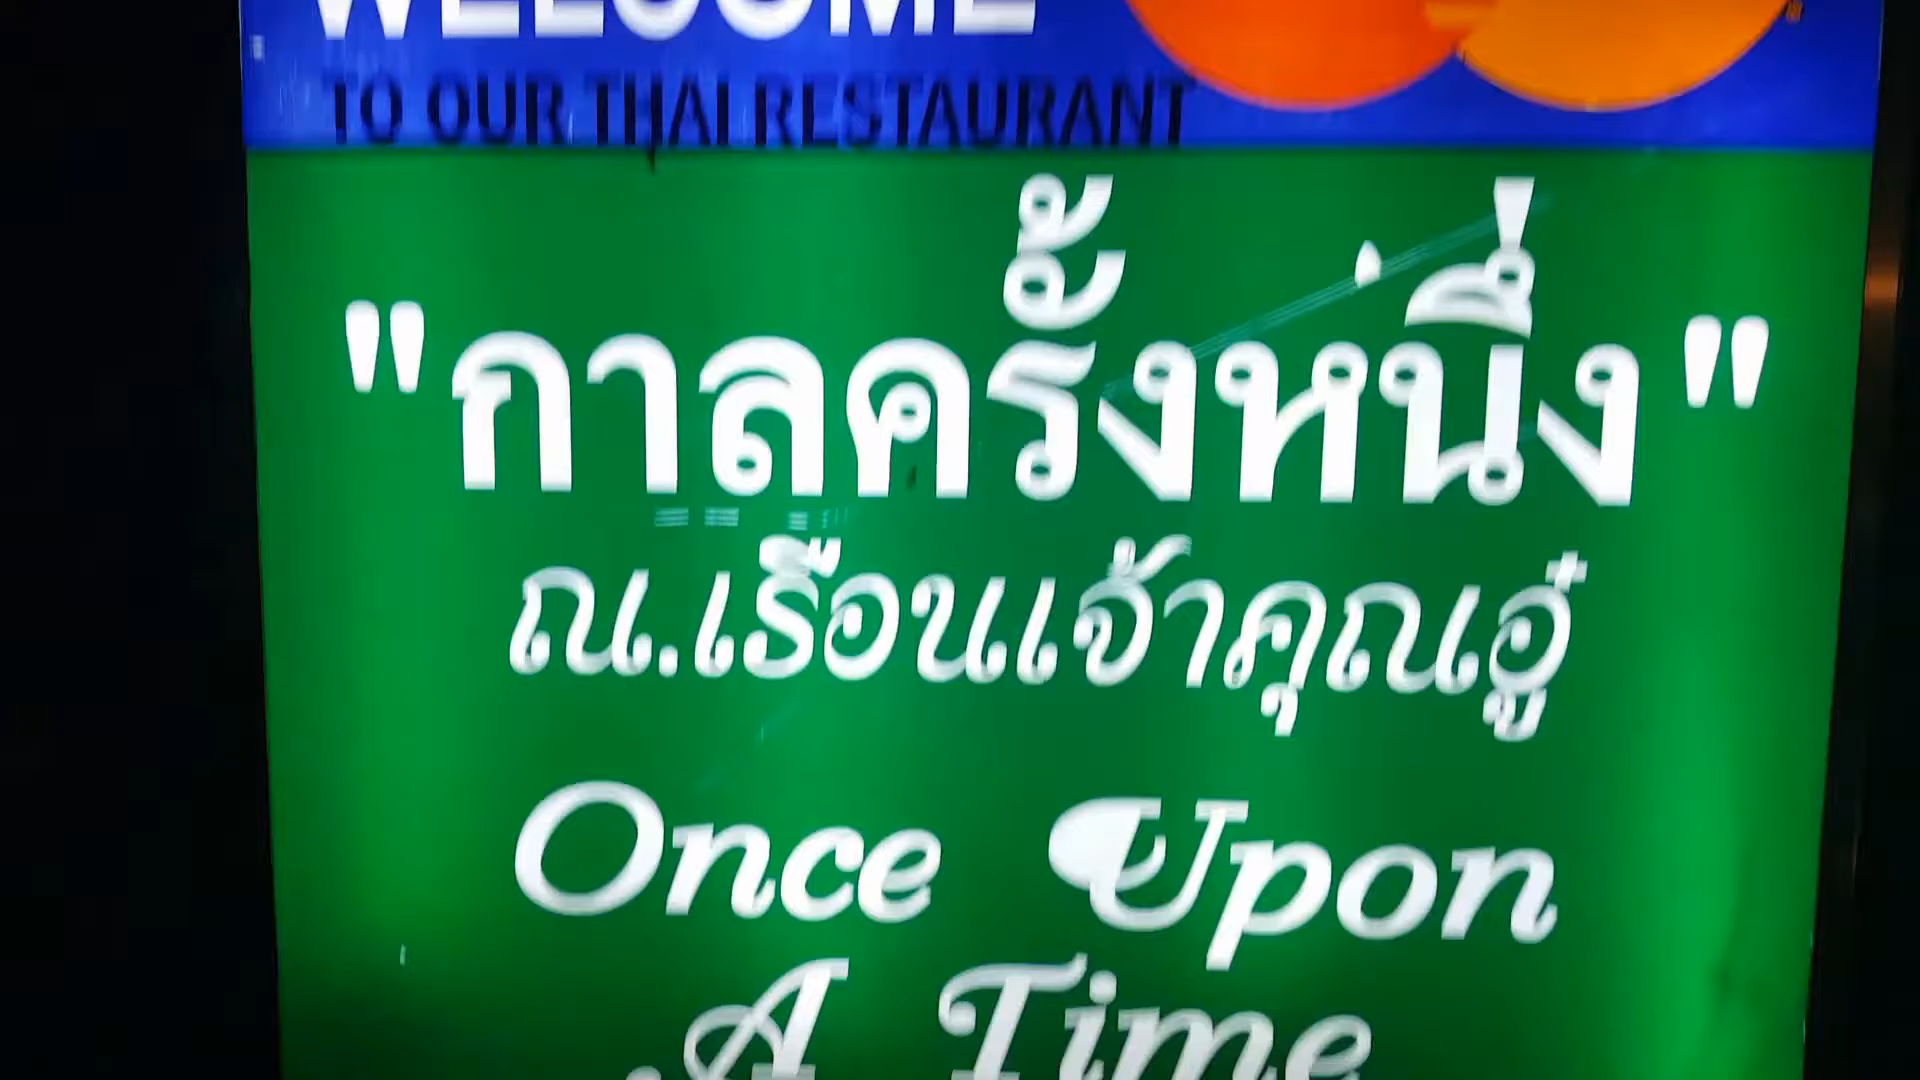 WELCOME
TO OUR THAI RESTAURANT
"กาลครั้งหนึ่ง"
ณ.เรือนเจ้าคุณอู๋
Once Upon
A Time